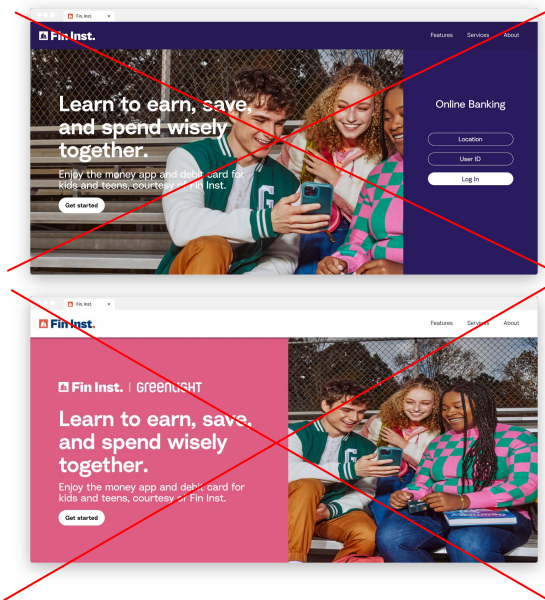 Fin. Inst.
Fin Inst.
Features Services About
Learn to earn, save,
and spend wisely
together.
Enjoy the money app and debit card for
kids and teens, courtesy of Fin Inst.
Get started
Online Banking
Location
User ID
Log In
G
Fin. Inst.
Fin Inst.
Features Services About
Fin Inst. | GREENLIGHT
Learn to earn, save,
and spend wisely
together.
Enjoy the money app and debit card for
kids and teens, courtesy of Fin Inst.
Get started
G